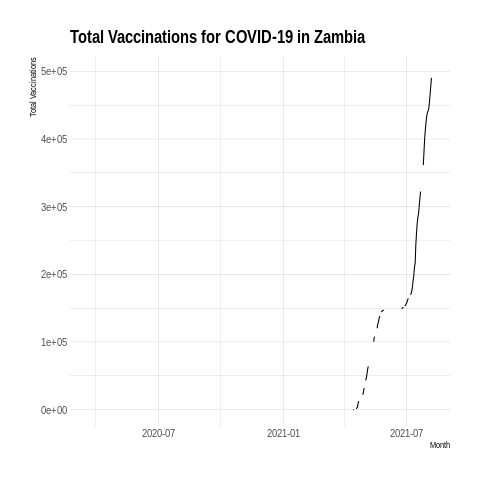 Total Vaccinations for COVID-19 in Zambia
Total Vaccinations
5e+05
4e+05
3e+05
2e+05
1e+05
0e+00
2020-07 2021-01 2021-07
Month